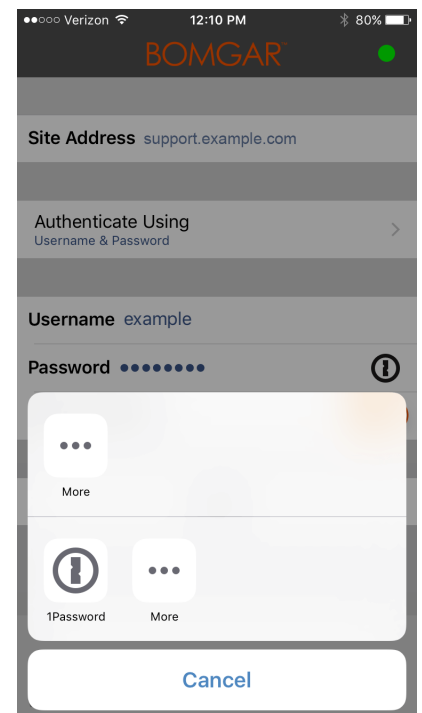 Verizon 12:10 PM 80%
BOMGAR™
Site Address support.example.com
Authenticate Using
Username & Password
Username example
Password ••••••••
More
1Password More
Cancel